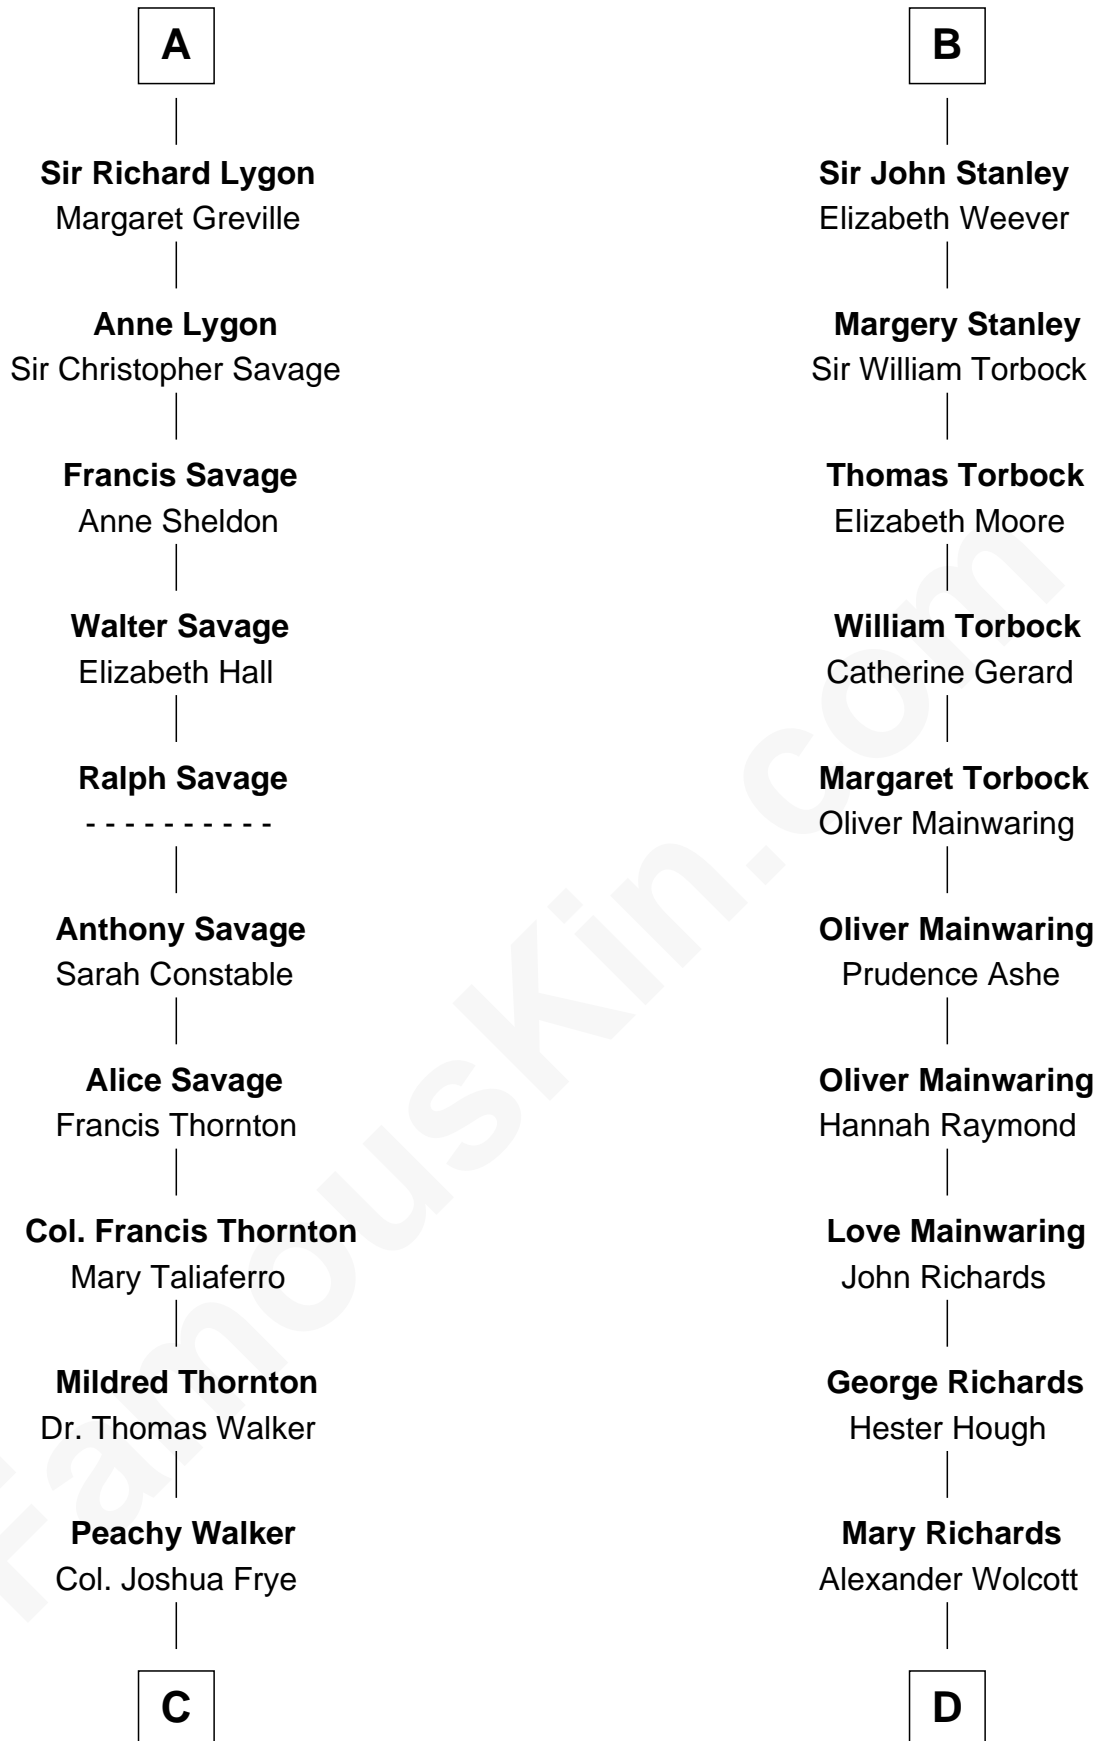 A
Sir Richard Lygon
Margaret Greville
Anne Lygon
Sir Christopher Savage
Francis Savage
Anne Sheldon
Walter Savage
Elizabeth Hall
Ralph Savage
- - - - - - - - - -
Anthony Savage
Sarah Constable
Alice Savage
Francis Thornton
Col. Francis Thornton
Mary Taliaferro
Mildred Thornton
Dr. Thomas Walker
Peachy Walker
Col. Joshua Frye
C
B
Sir John Stanley
Elizabeth Weever
Margery Stanley
Sir William Torbock
Thomas Torbock
Elizabeth Moore
William Torbock
Catherine Gerard
Margaret Torbock
Oliver Mainwaring
Oliver Mainwaring
Prudence Ashe
Oliver Mainwaring
Hannah Raymond
Love Mainwaring
John Richards
George Richards
Hester Hough
Mary Richards
Alexander Wolcott
D
FamousKin.com